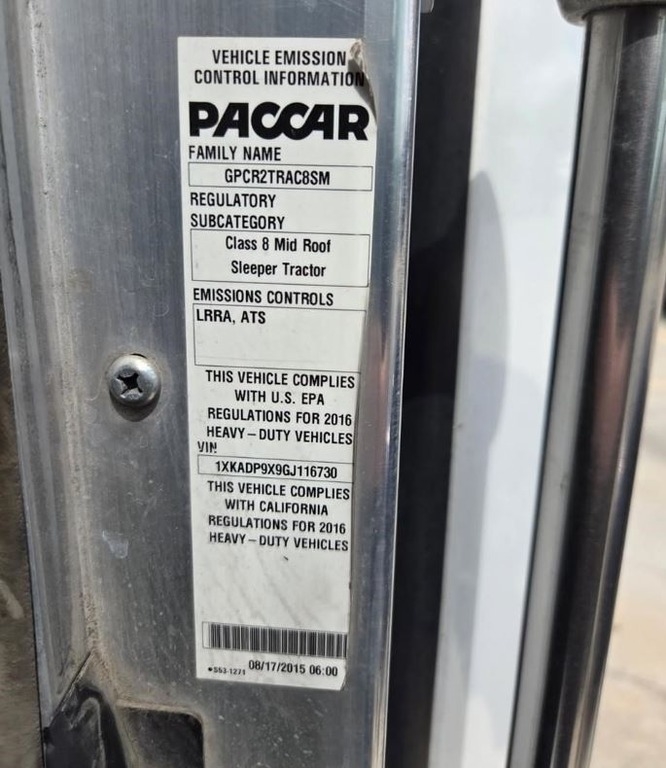 VEHICLE EMISSION
CONTROL INFORMATION
PACCAR
FAMILY NAME
GPCR2TRAC8SM
REGULATORY
SUBCATEGORY
Class 8 Mid Roof
Sleeper Tractor
EMISSIONS CONTROLS
LRRA, ATS
THIS VEHICLE COMPLIES
WITH U.S. EPA
REGULATIONS FOR 2016
HEAVY-DUTY VEHICLES
VIN
1XKADP9X9GJ116730
THIS VEHICLE COMPLIES
WITH CALIFORNIA
REGULATIONS FOR 2016
HEAVY-DUTY VEHICLES
*S53-1271 08/17/2015 06:00